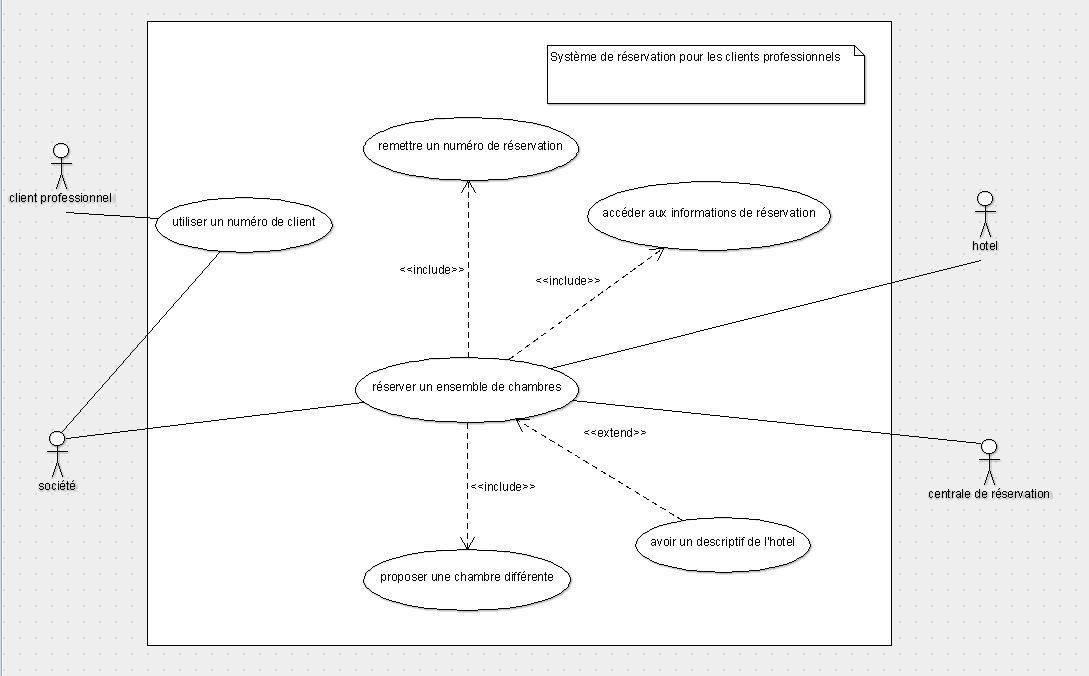 Système de réservation pour les clients professionnels
remettre un numéro de réservation
client professionnel
utiliser un numéro de client
accéder aux informations de réservation
hotel
<<include>>
<<include>>
réserver un ensemble de chambres
<<extend>>
société
<<include>>
centrale de réservation
avoir un descriptif de l'hotel
proposer une chambre différente